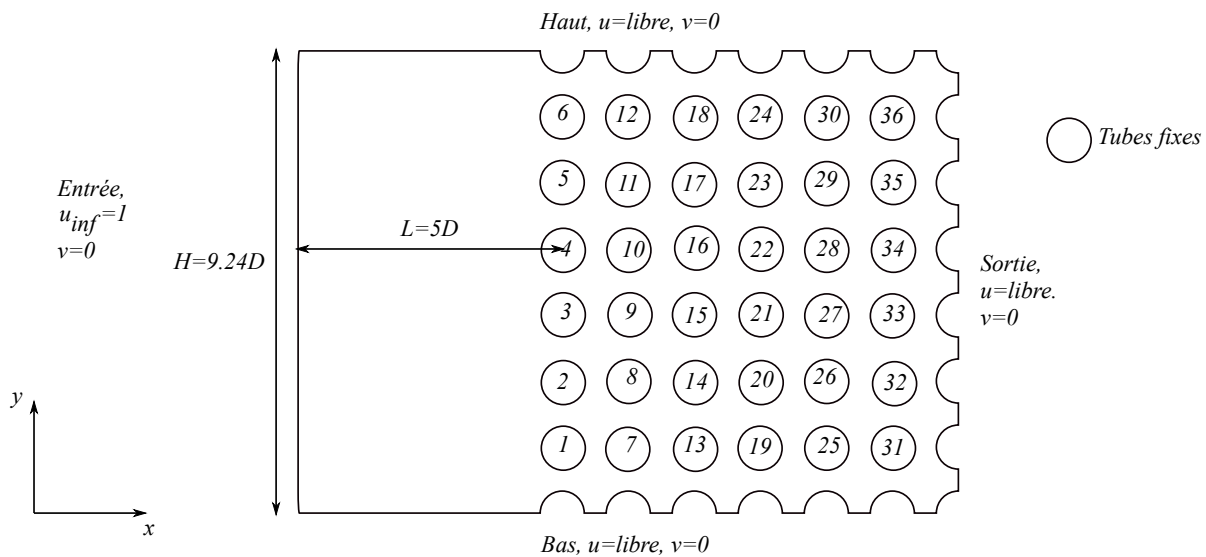 Haut, u=libre, v=0
6 12 18 24 30 36
Tubes fixes
5 11 17 23 29 35
Entrée,
u_inf=1
v=0
L=5D
4 10 16 22 28 34
H=9.24D
Sortie,
u=libre.
v=0
3 9 15 21 27 33
2 8 14 20 26 32
y
1 7 13 19 25 31
x
Bas, u=libre, v=0